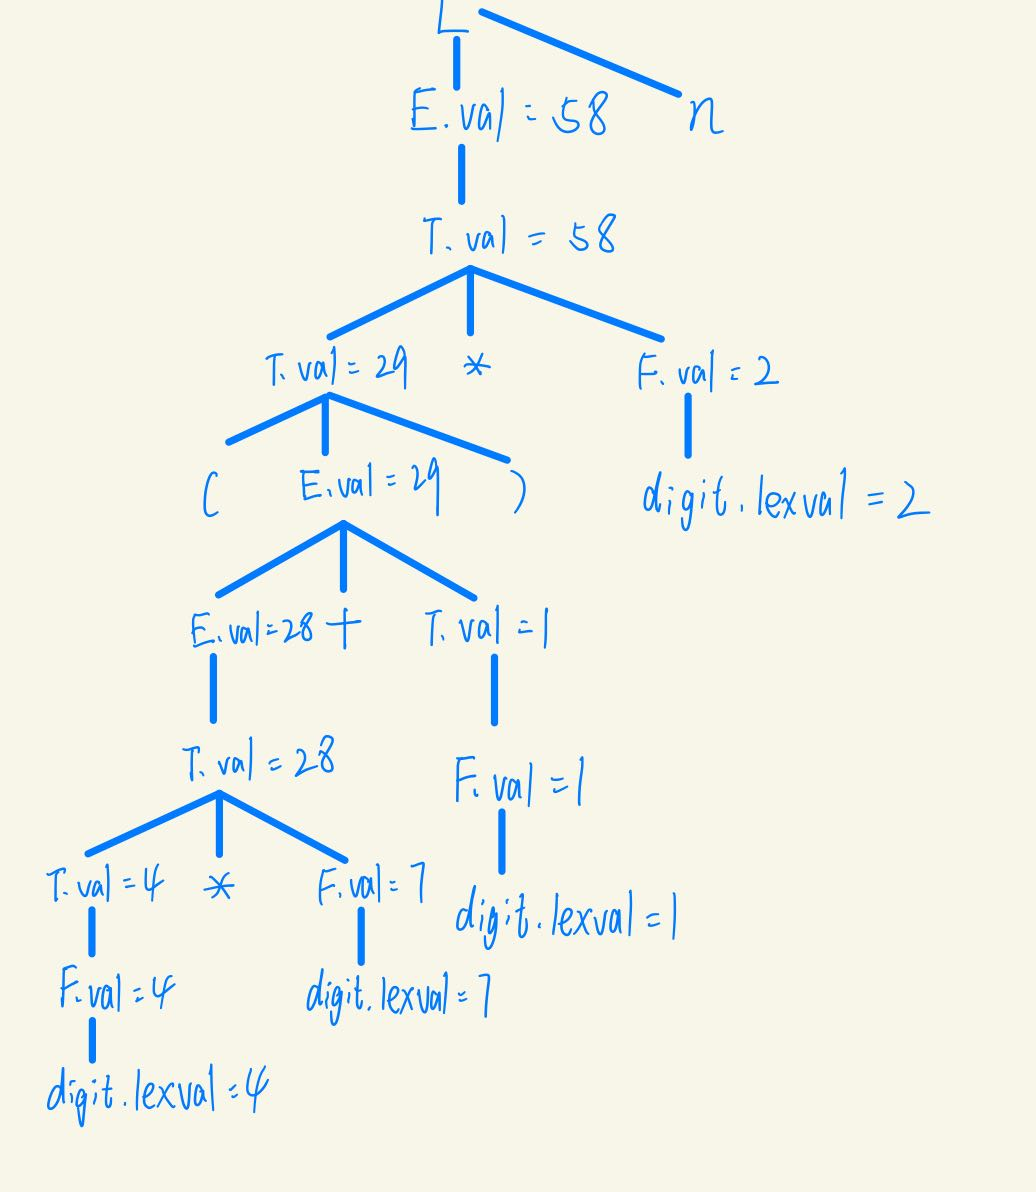 L
E.val = 58 n
T.val = 58
T.val = 29 * F.val = 2
( E.val = 29 ) digit.lexval = 2
E.val = 28 + T.val = 1
T.val = 28 F.val = 1
T.val = 4 * F.val = 7 digit.lexval = 1
F.val = 4 digit.lexval = 7
digit.lexval = 4